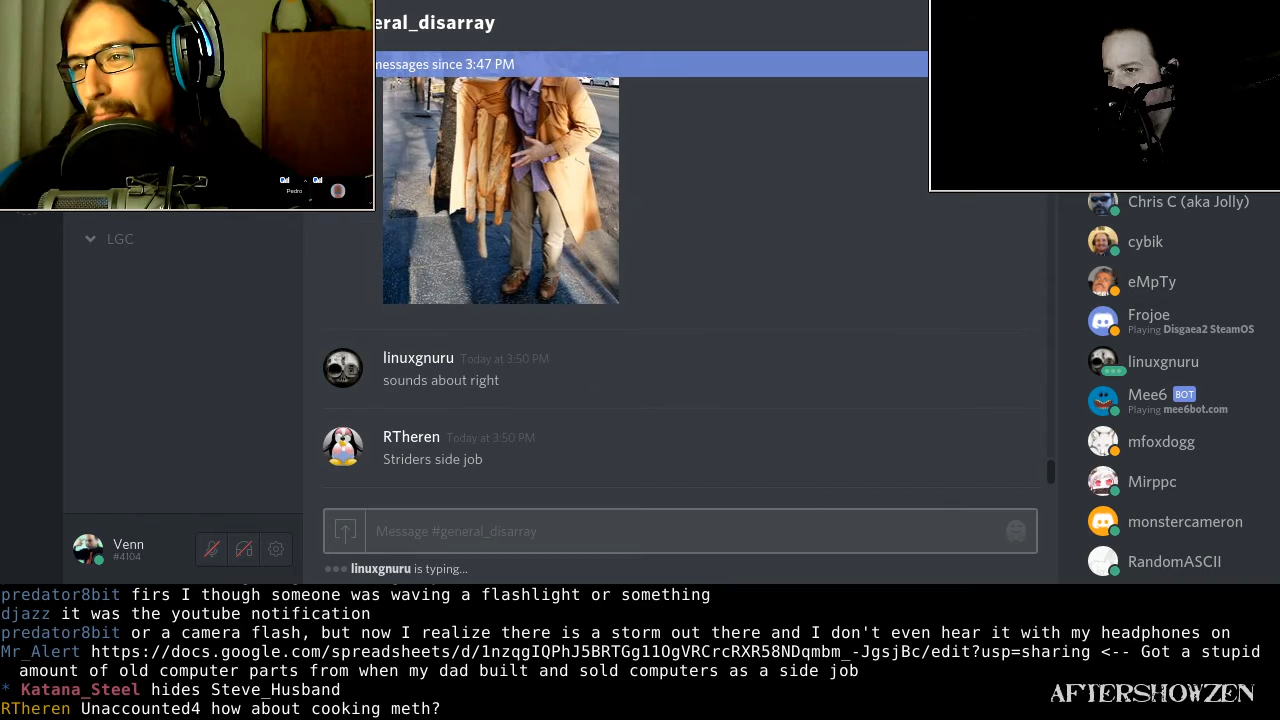 eral_disarray
messages since 3:47 PM
Pedro
LGC
linuxgnuru Today at 3:50 PM
sounds about right
RTheren Today at 3:50 PM
Striders side job
Message #general_disarray
linuxgnuru is typing...
Venn
#4104
Chris C (aka Jolly)
cybik
eMpTy
Frojoe
Playing Disgaea2 SteamOS
linuxgnuru
Mee6 BOT
Playing mee6bot.com
mfoxdogg
Mirppc
monstercameron
RandomASCII
predator8bit firs I though someone was waving a flashlight or something
djazz it was the youtube notification
predator8bit or a camera flash, but now I realize there is a storm out there and I don't even hear it with my headphones on
Mr_Alert https://docs.google.com/spreadsheets/d/1nzqgIQPhJ5BRTGg11OgVRCrcRXR58NDqmbm_-JgsjBc/edit?usp=sharing <-- Got a stupid
amount of old computer parts from when my dad built and sold computers as a side job
* Katana_Steel hides Steve_Husband
RTheren Unaccounted4 how about cooking meth?
AFTERSHOWZEN